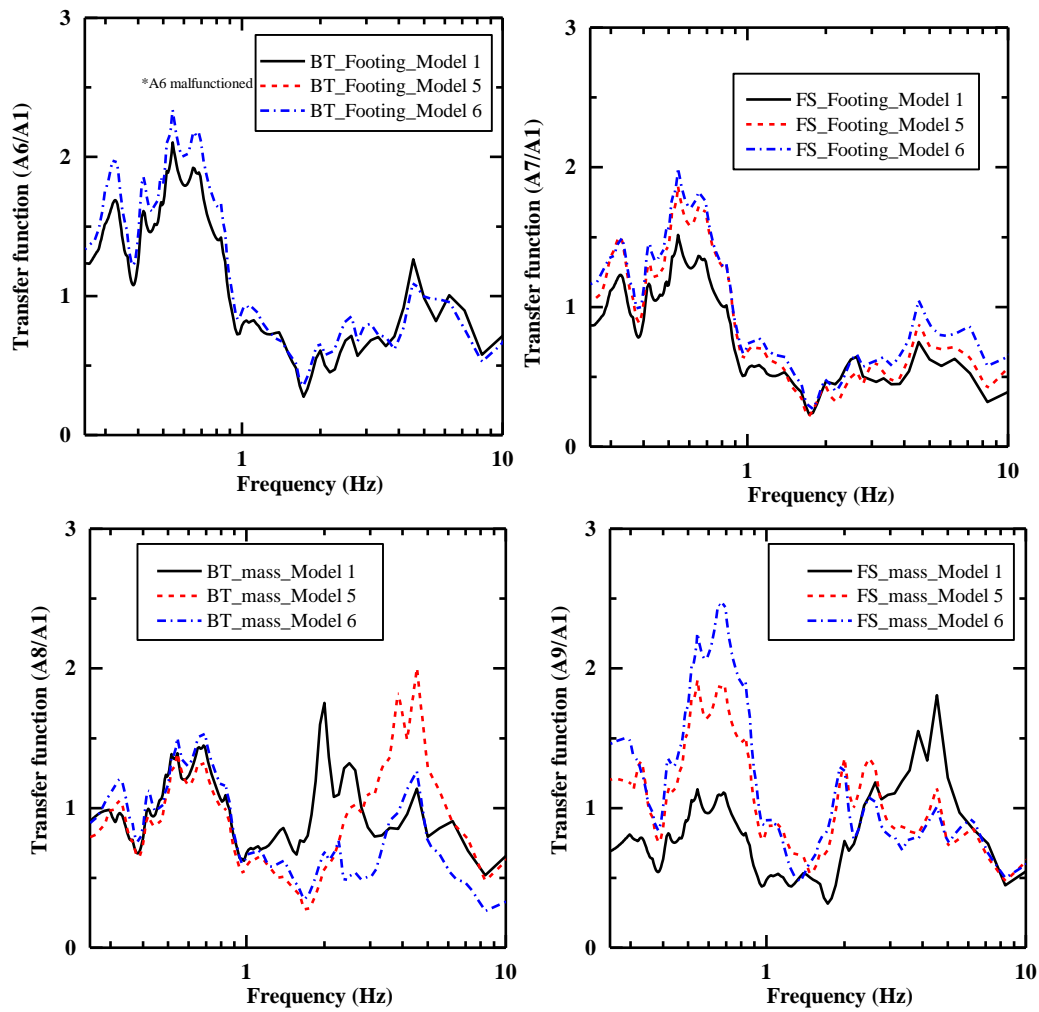 3
2
1
0
1
10
Transfer function (A6/A1)
Frequency (Hz)
*A6 malfunctioned
BT_Footing_Model 1
BT_Footing_Model 5
BT_Footing_Model 6
3
2
1
0
1
10
Transfer function (A7/A1)
Frequency (Hz)
FS_Footing_Model 1
FS_Footing_Model 5
FS_Footing_Model 6
3
2
1
0
1
10
Transfer function (A8/A1)
Frequency (Hz)
BT_mass_Model 1
BT_mass_Model 5
BT_mass_Model 6
3
2
1
0
1
10
Transfer function (A9/A1)
Frequency (Hz)
FS_mass_Model 1
FS_mass_Model 5
FS_mass_Model 6